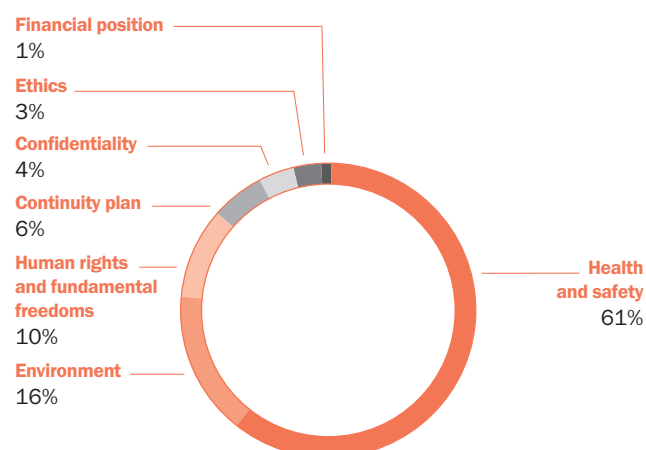 Financial position
1%
Ethics
3%
Confidentiality
4%
Continuity plan
6%
Human rights
and fundamental
freedoms
10%
Environment
16%
Health
and safety
61%